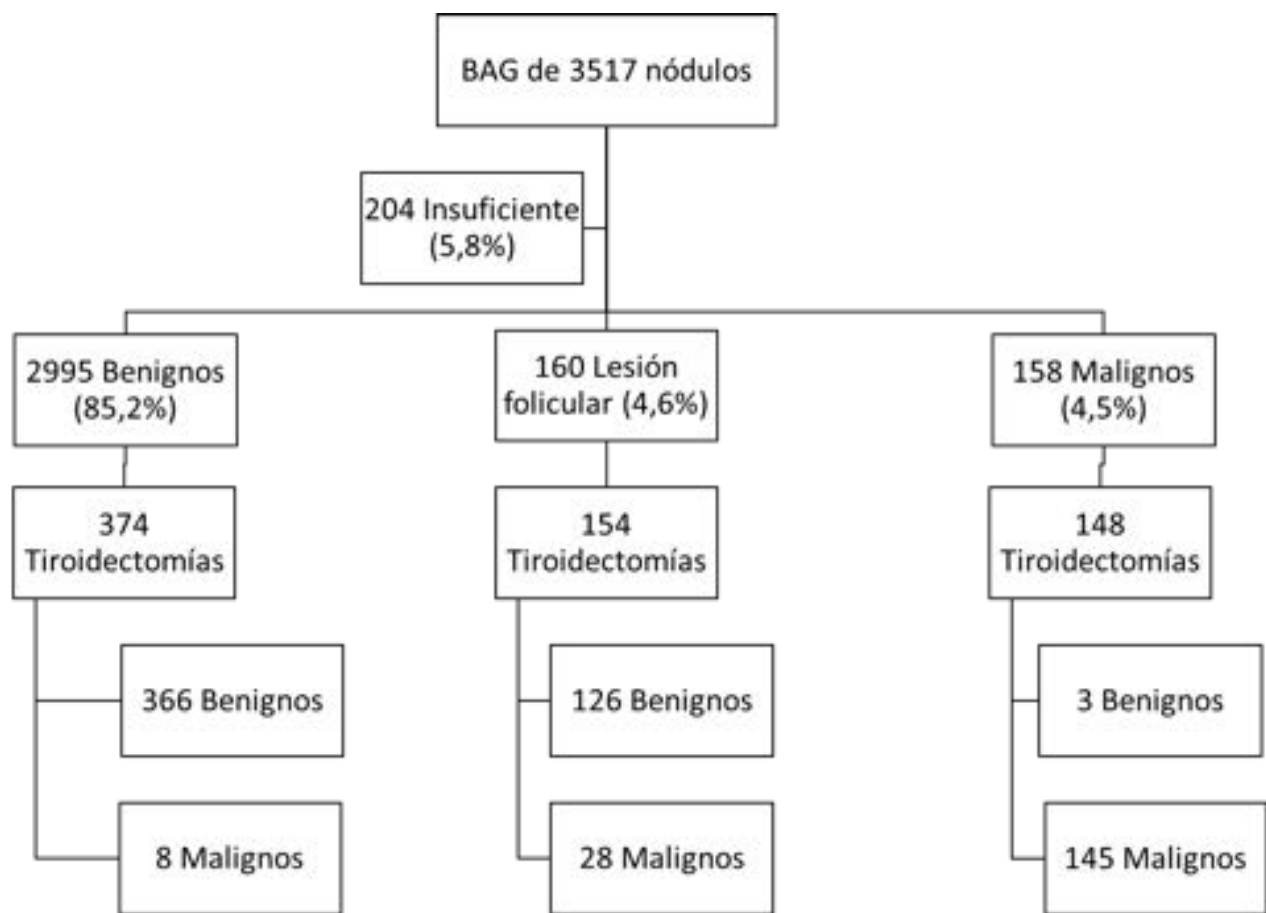 BAG de 3517 nódulos
204 Insuficiente
(5,8%)
2995 Benignos
(85,2%)
160 Lesión
folicular (4,6%)
158 Malignos
(4,5%)
374
Tiroidectomías
154
Tiroidectomías
148
Tiroidectomías
366 Benignos
126 Benignos
3 Benignos
8 Malignos
28 Malignos
145 Malignos